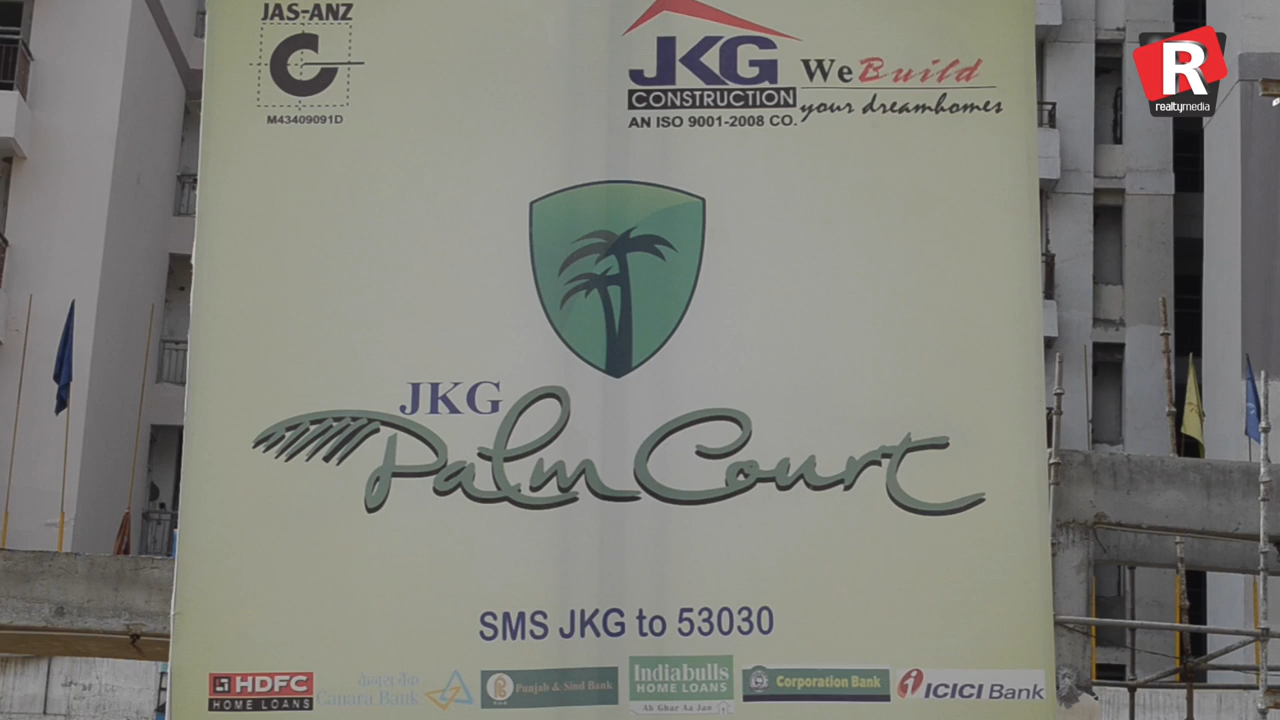 JAS-ANZ
M43409091D
JKG
CONSTRUCTION
AN ISO 9001-2008 CO.
We Build
your dreamhomes
R
realtymedia
JKG
Palm Court
SMS JKG to 53030
HDFC
HOME LOANS
केनरा बैंक
Canara Bank
Punjab & Sind Bank
Indiabulls
HOME LOANS
Ab Ghar Aa Jao
Corporation Bank
ICICI Bank